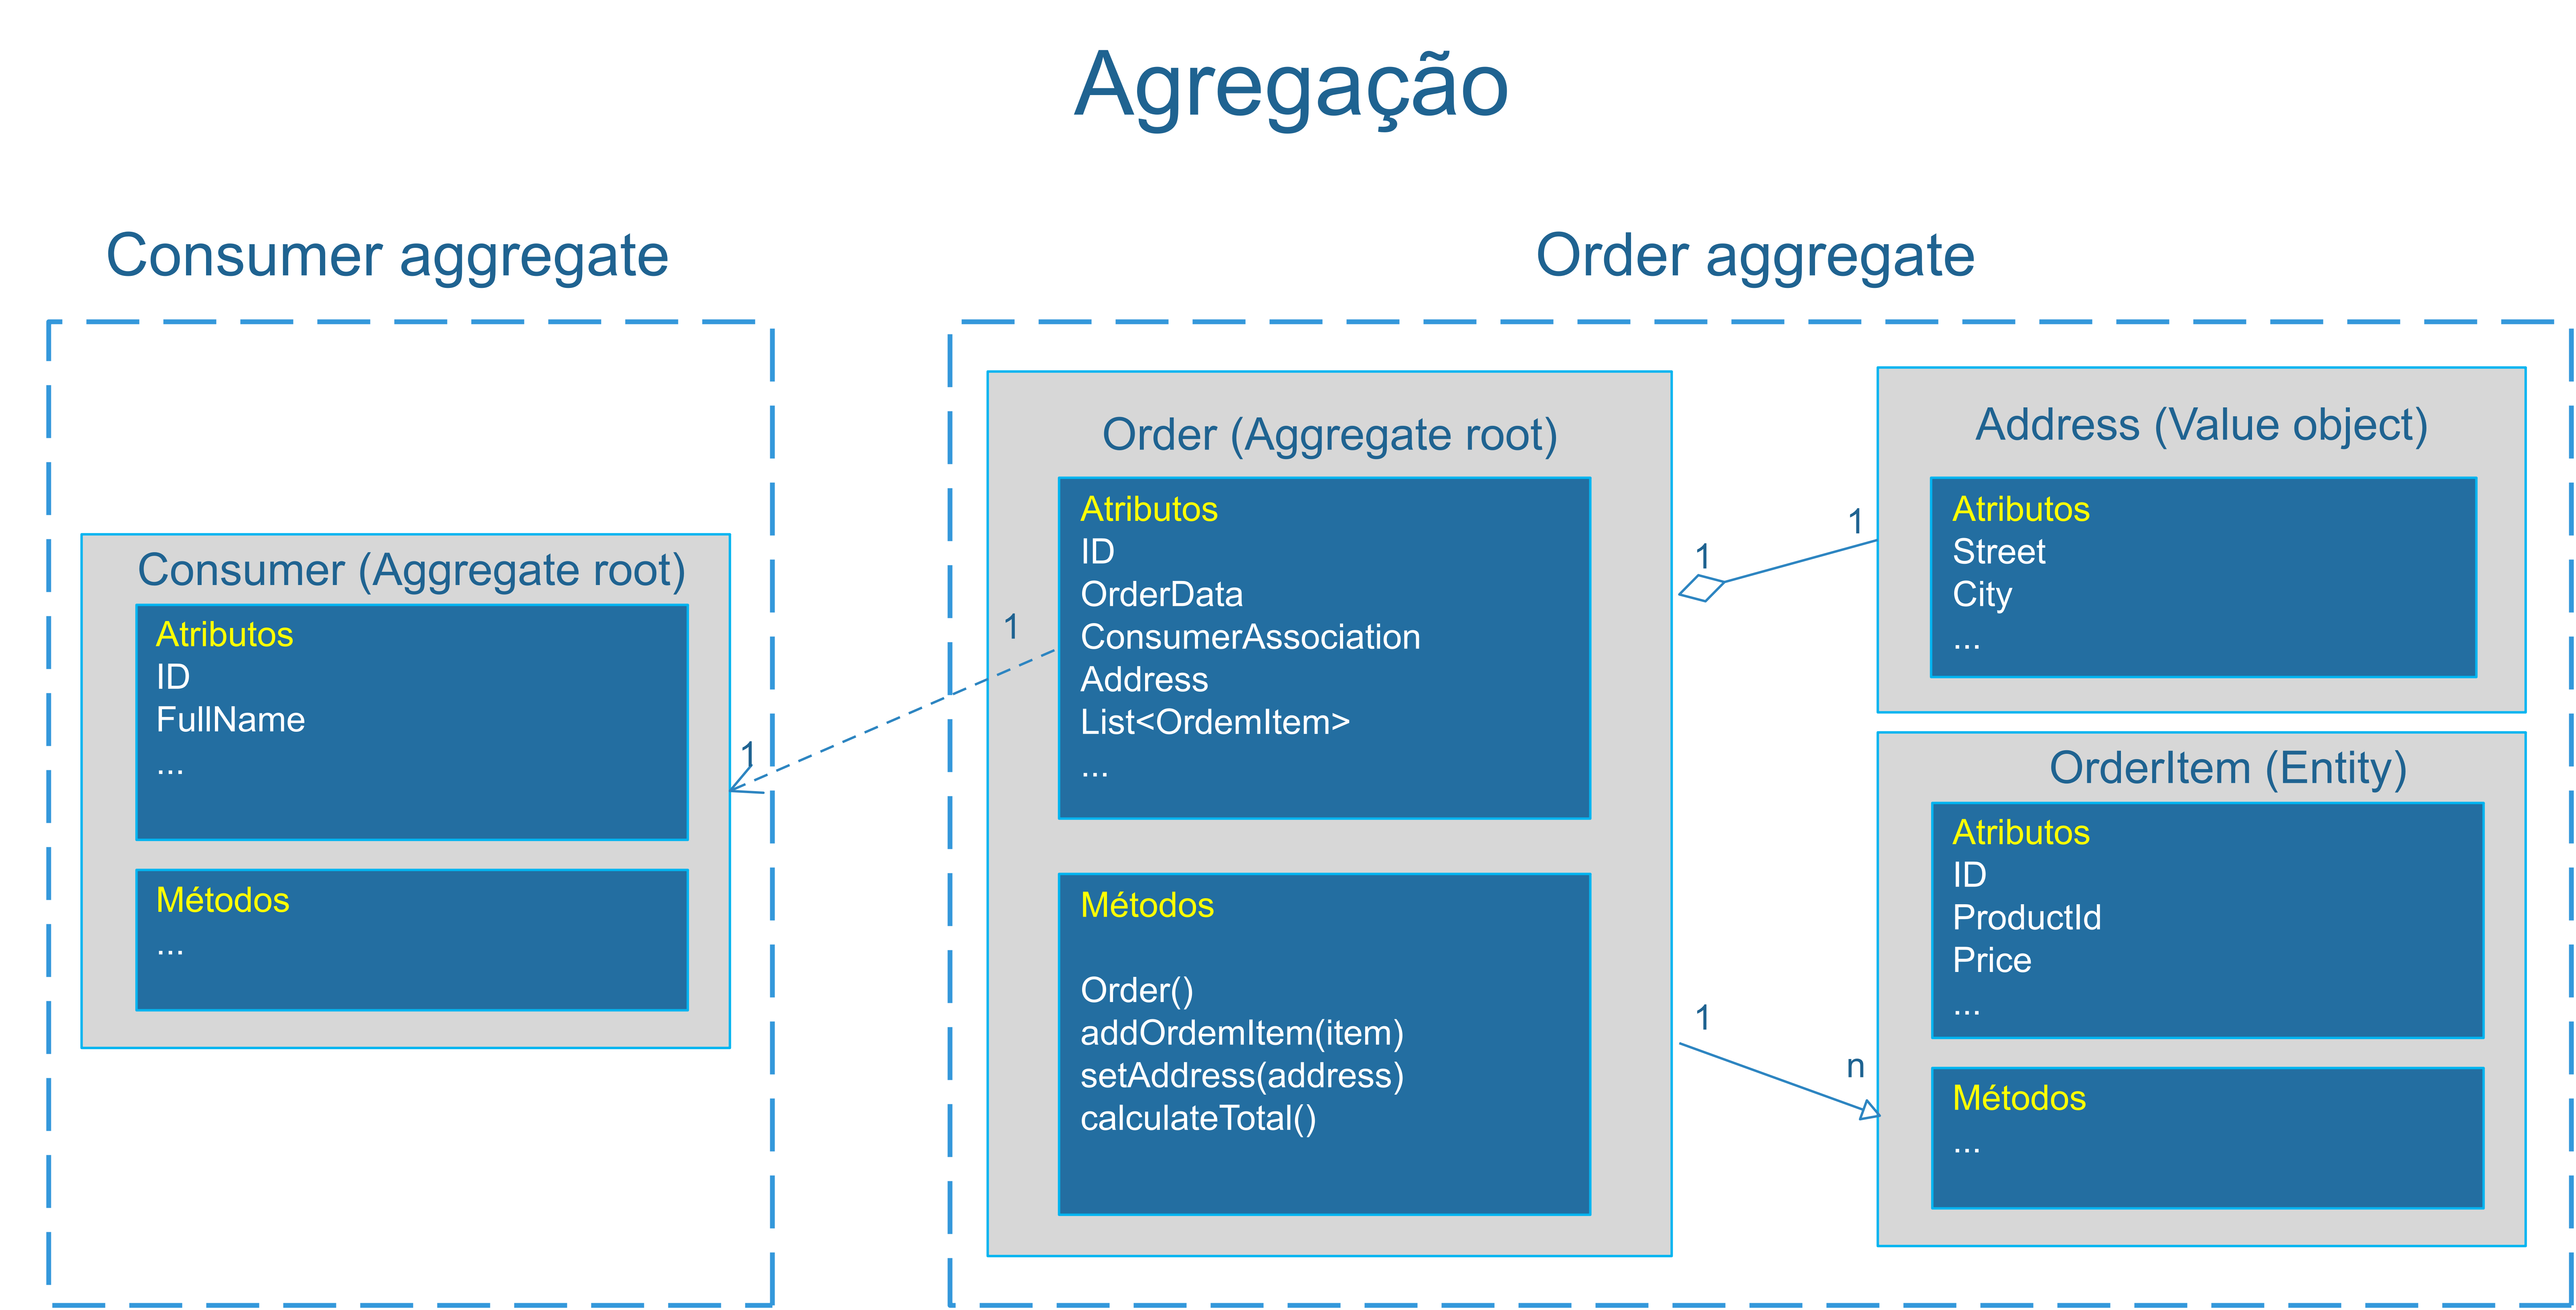 Agregação
Consumer aggregate
Consumer (Aggregate root)
Atributos
ID
FullName
...
Métodos
...
1
1
Order aggregate
Order (Aggregate root)
Atributos
ID
OrderData
ConsumerAssociation
Address
List<OrdemItem>
...
Métodos
Order()
addOrdemItem(item)
setAddress(address)
calculateTotal()
1
1
Address (Value object)
Atributos
Street
City
...
1
n
OrderItem (Entity)
Atributos
ID
ProductId
Price
...
Métodos
...